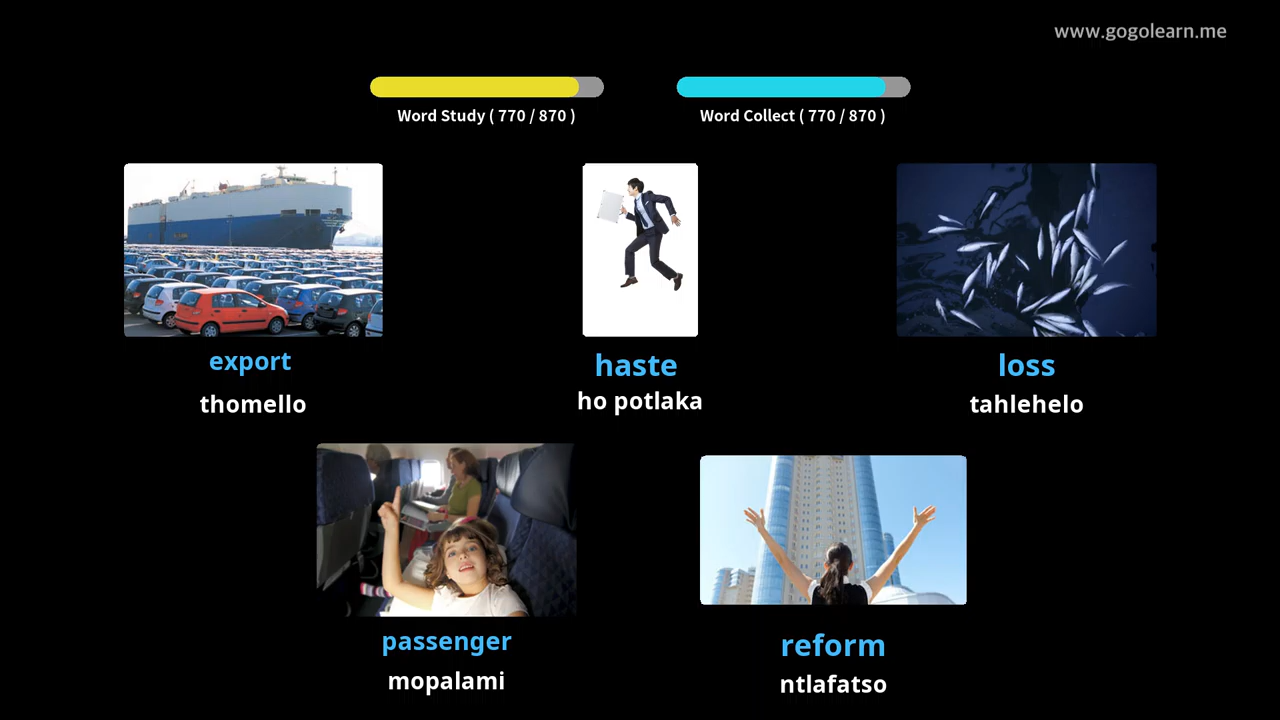 www.gogolearn.me
Word Study ( 770 / 870 )
Word Collect ( 770 / 870 )
export
thomello
haste
ho potlaka
loss
tahlehelo
passenger
mopalami
reform
ntlafatso